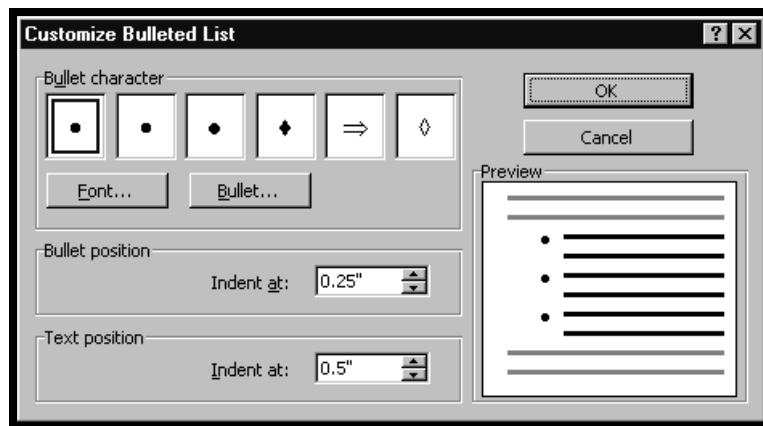 Customize Bulleted List
Bullet character
OK
Cancel
Font...
Bullet...
Preview
Bullet position
Indent at: 0.25"
Text position
Indent at: 0.5"